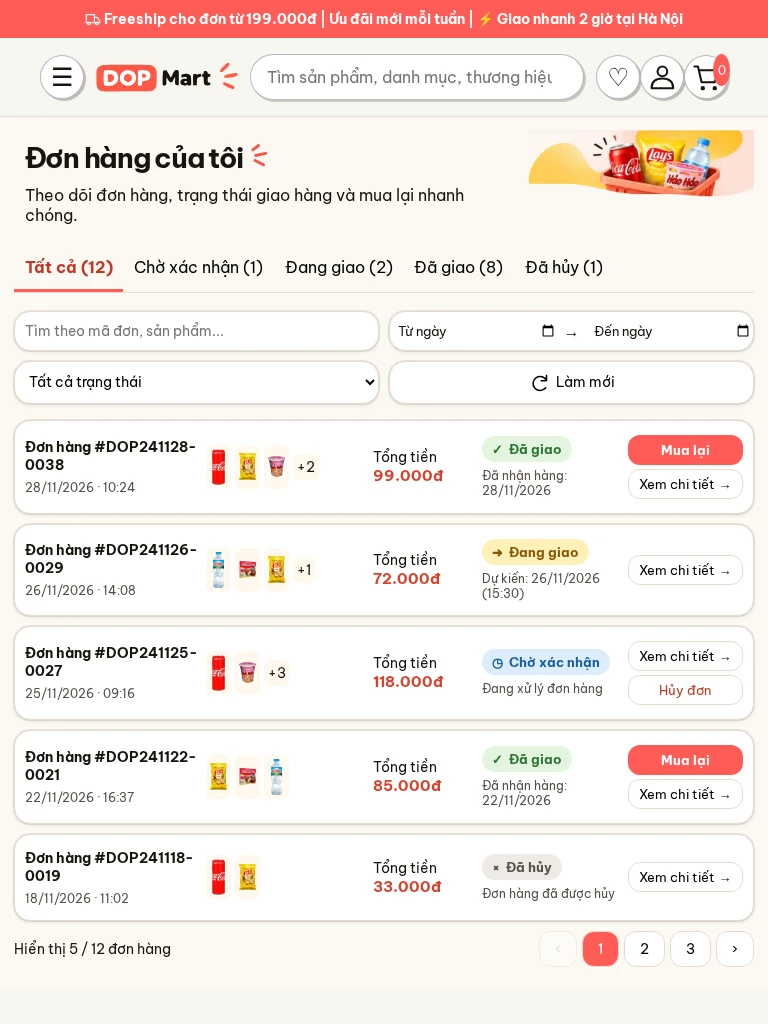 Freeship cho đơn từ 199.000đ | Ưu đãi mới mỗi tuần | ⚡ Giao nhanh 2 giờ tại Hà Nội
☰ DOP Mart Tìm sản phẩm, danh mục, thương hiệu ♡ 0
Đơn hàng của tôi
Coca-Cola Lay's Hảo Hảo
Theo dõi đơn hàng, trạng thái giao hàng và mua lại nhanh
chóng.
Tất cả (12) Chờ xác nhận (1) Đang giao (2) Đã giao (8) Đã hủy (1)
Tìm theo mã đơn, sản phẩm... Từ ngày → Đến ngày
Tất cả trạng thái Làm mới
Đơn hàng #DOP241128-
0038
28/11/2026 · 10:24
+2
Tổng tiền
99.000đ
✓ Đã giao
Đã nhận hàng:
28/11/2026
Mua lại
Xem chi tiết →
Đơn hàng #DOP241126-
0029
26/11/2026 · 14:08
+1
Tổng tiền
72.000đ
➜ Đang giao
Dự kiến: 26/11/2026
(15:30)
Xem chi tiết →
Đơn hàng #DOP241125-
0027
25/11/2026 · 09:16
+3
Tổng tiền
118.000đ
◷ Chờ xác nhận
Đang xử lý đơn hàng
Xem chi tiết →
Hủy đơn
Đơn hàng #DOP241122-
0021
22/11/2026 · 16:37
Tổng tiền
85.000đ
✓ Đã giao
Đã nhận hàng:
22/11/2026
Mua lại
Xem chi tiết →
Đơn hàng #DOP241118-
0019
18/11/2026 · 11:02
Tổng tiền
33.000đ
× Đã hủy
Đơn hàng đã được hủy
Xem chi tiết →
Hiển thị 5 / 12 đơn hàng
‹ 1 2 3 ›